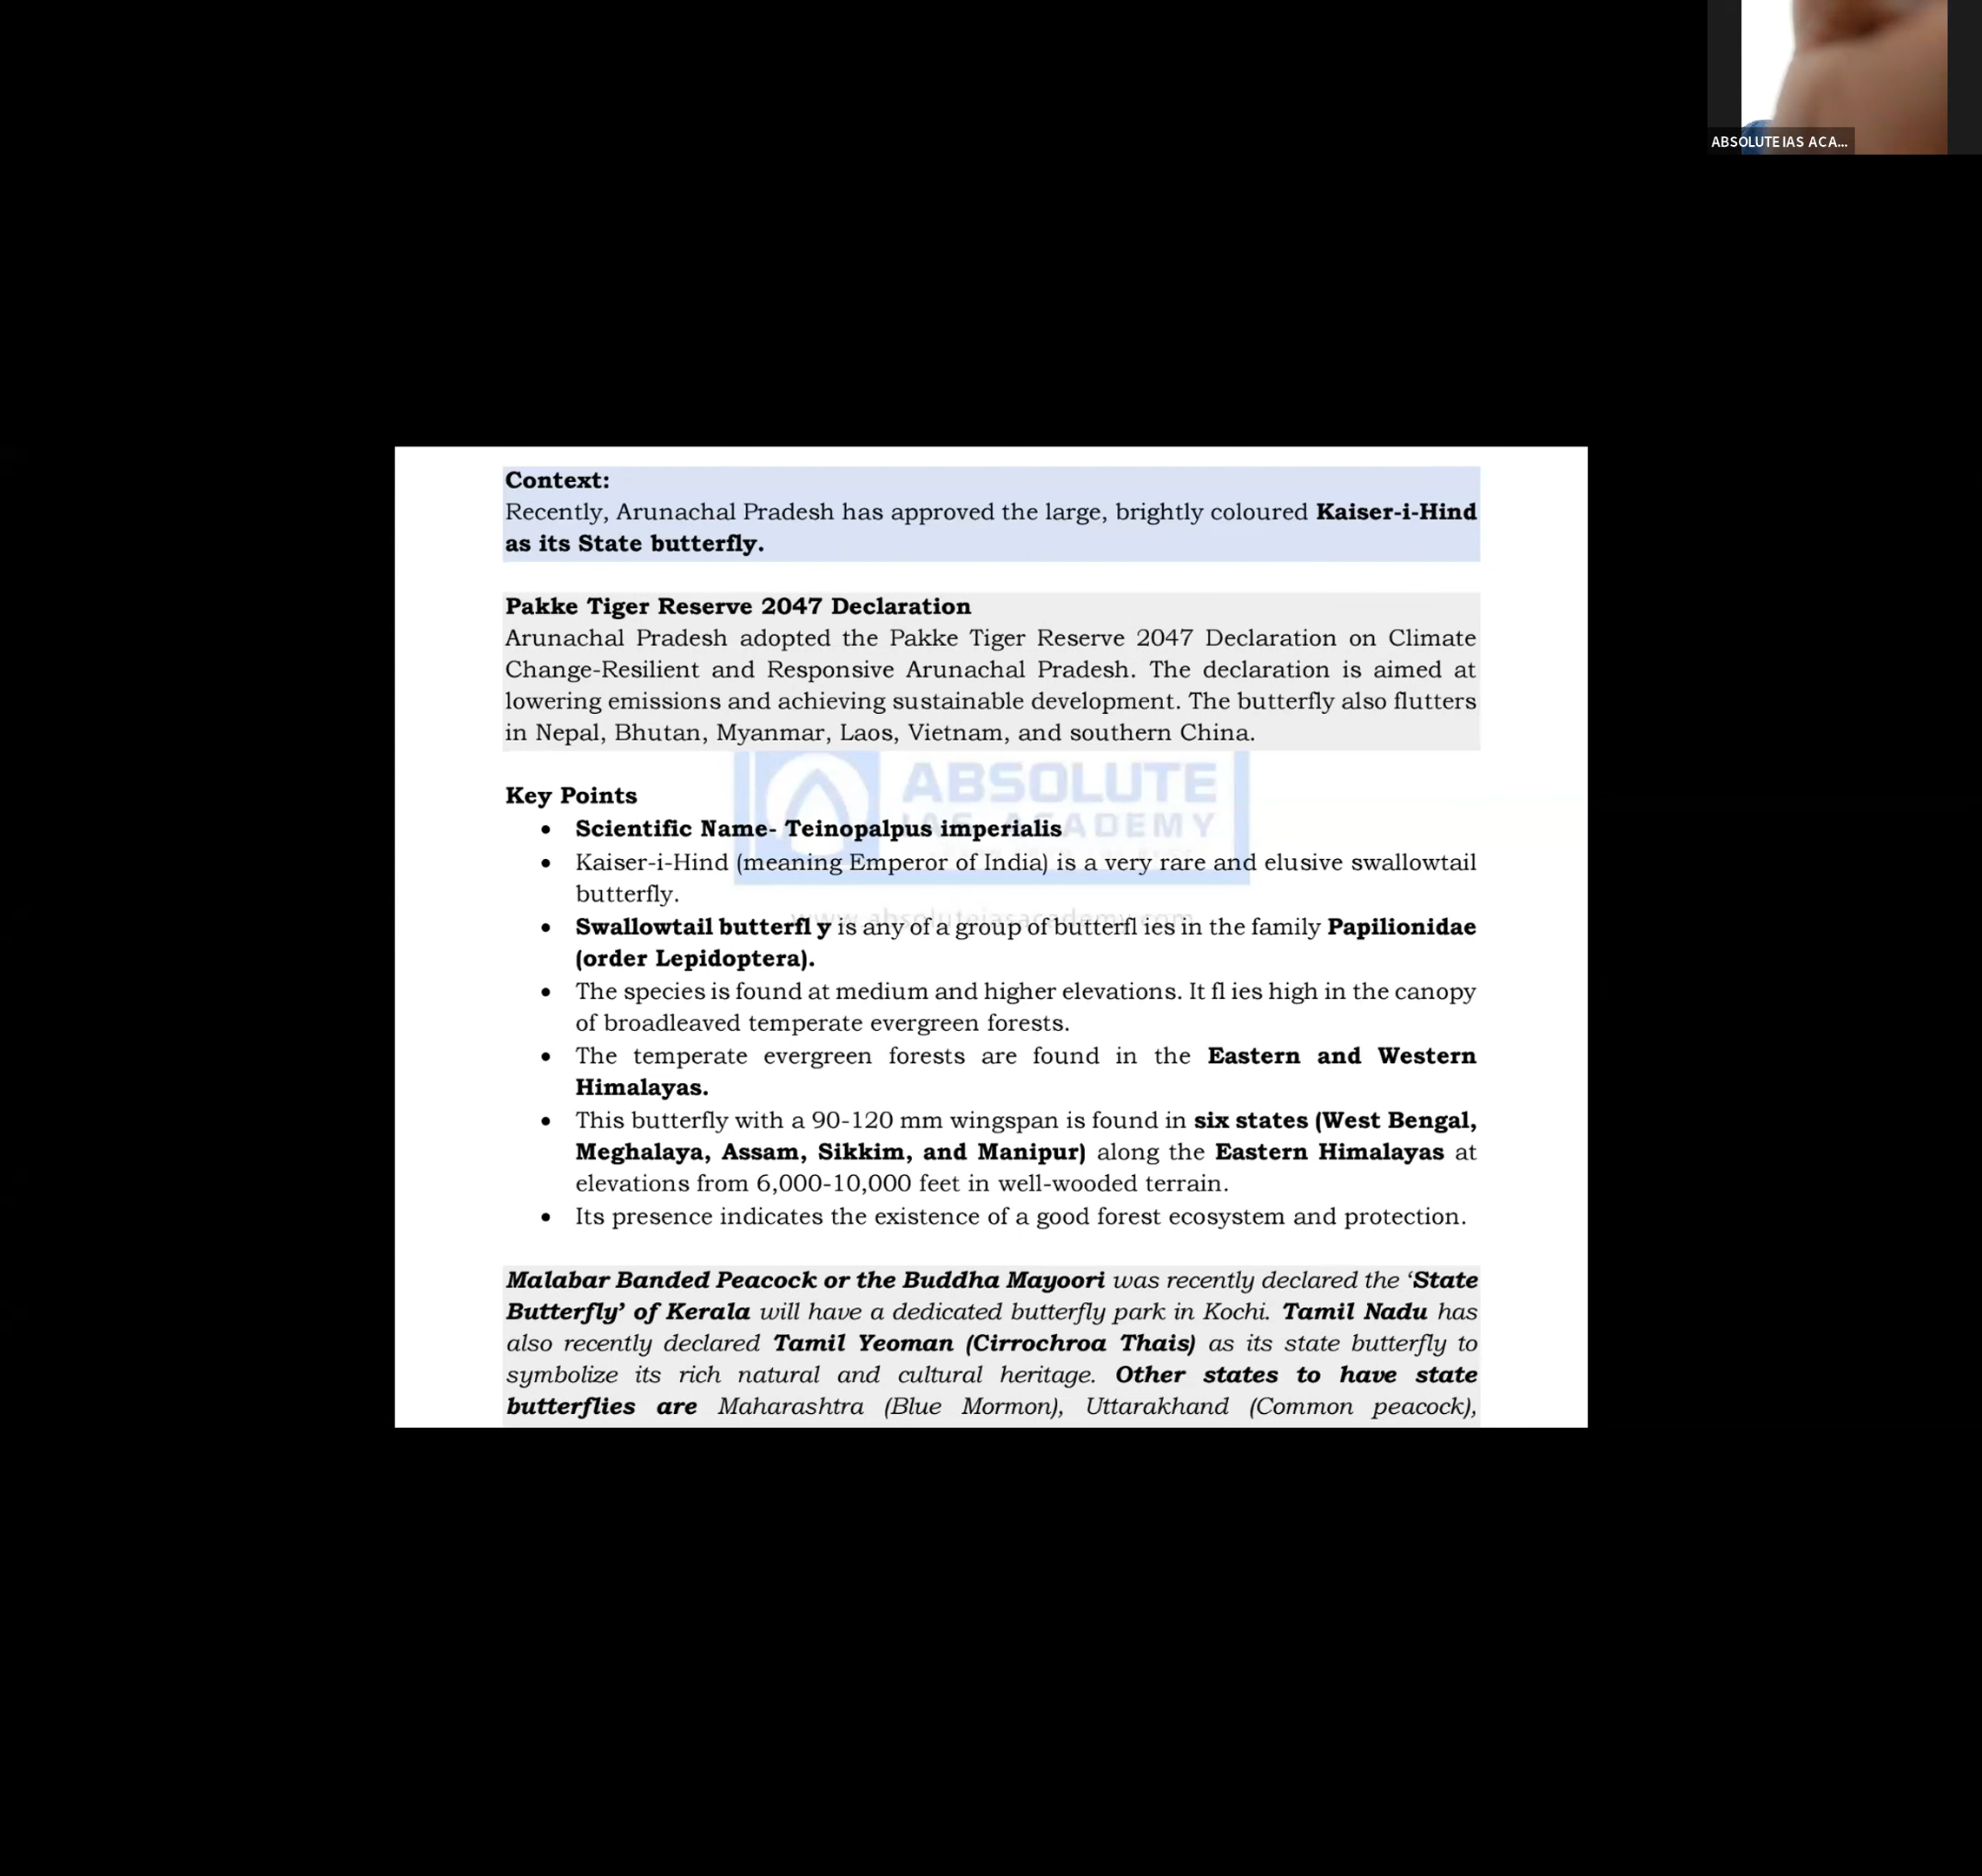 ABSOLUTE IAS ACA...
Context:
Recently, Arunachal Pradesh has approved the large, brightly coloured Kaiser-i-Hind
as its State butterfly.
Pakke Tiger Reserve 2047 Declaration
Arunachal Pradesh adopted the Pakke Tiger Reserve 2047 Declaration on Climate
Change-Resilient and Responsive Arunachal Pradesh. The declaration is aimed at
lowering emissions and achieving sustainable development. The butterfly also flutters
in Nepal, Bhutan, Myanmar, Laos, Vietnam, and southern China.
ABSOLUTE
IAS ACADEMY
www.absoluteiasacademy.com
Key Points
• Scientific Name- Teinopalpus imperialis
• Kaiser-i-Hind (meaning Emperor of India) is a very rare and elusive swallowtail
butterfly.
• Swallowtail butterfl y is any of a group of butterfl ies in the family Papilionidae
(order Lepidoptera).
• The species is found at medium and higher elevations. It fl ies high in the canopy
of broadleaved temperate evergreen forests.
• The temperate evergreen forests are found in the Eastern and Western
Himalayas.
• This butterfly with a 90-120 mm wingspan is found in six states (West Bengal,
Meghalaya, Assam, Sikkim, and Manipur) along the Eastern Himalayas at
elevations from 6,000-10,000 feet in well-wooded terrain.
• Its presence indicates the existence of a good forest ecosystem and protection.
Malabar Banded Peacock or the Buddha Mayoori was recently declared the ‘State
Butterfly’ of Kerala will have a dedicated butterfly park in Kochi. Tamil Nadu has
also recently declared Tamil Yeoman (Cirrochroa Thais) as its state butterfly to
symbolize its rich natural and cultural heritage. Other states to have state
butterflies are Maharashtra (Blue Mormon), Uttarakhand (Common peacock),